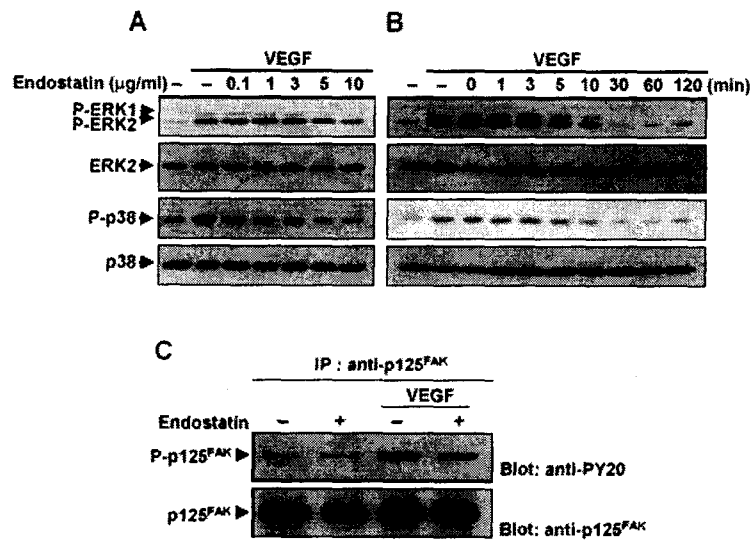 A
VEGF
Endostatin (μg/ml) – – 0.1 1 3 5 10
P-ERK1
P-ERK2
ERK2
P-p38
p38
B
VEGF
– – 0 1 3 5 10 30 60 120 (min)
C
IP : anti-p125FAK
VEGF
Endostatin – + – +
P-p125FAK
Blot: anti-PY20
p125FAK
Blot: anti-p125FAK